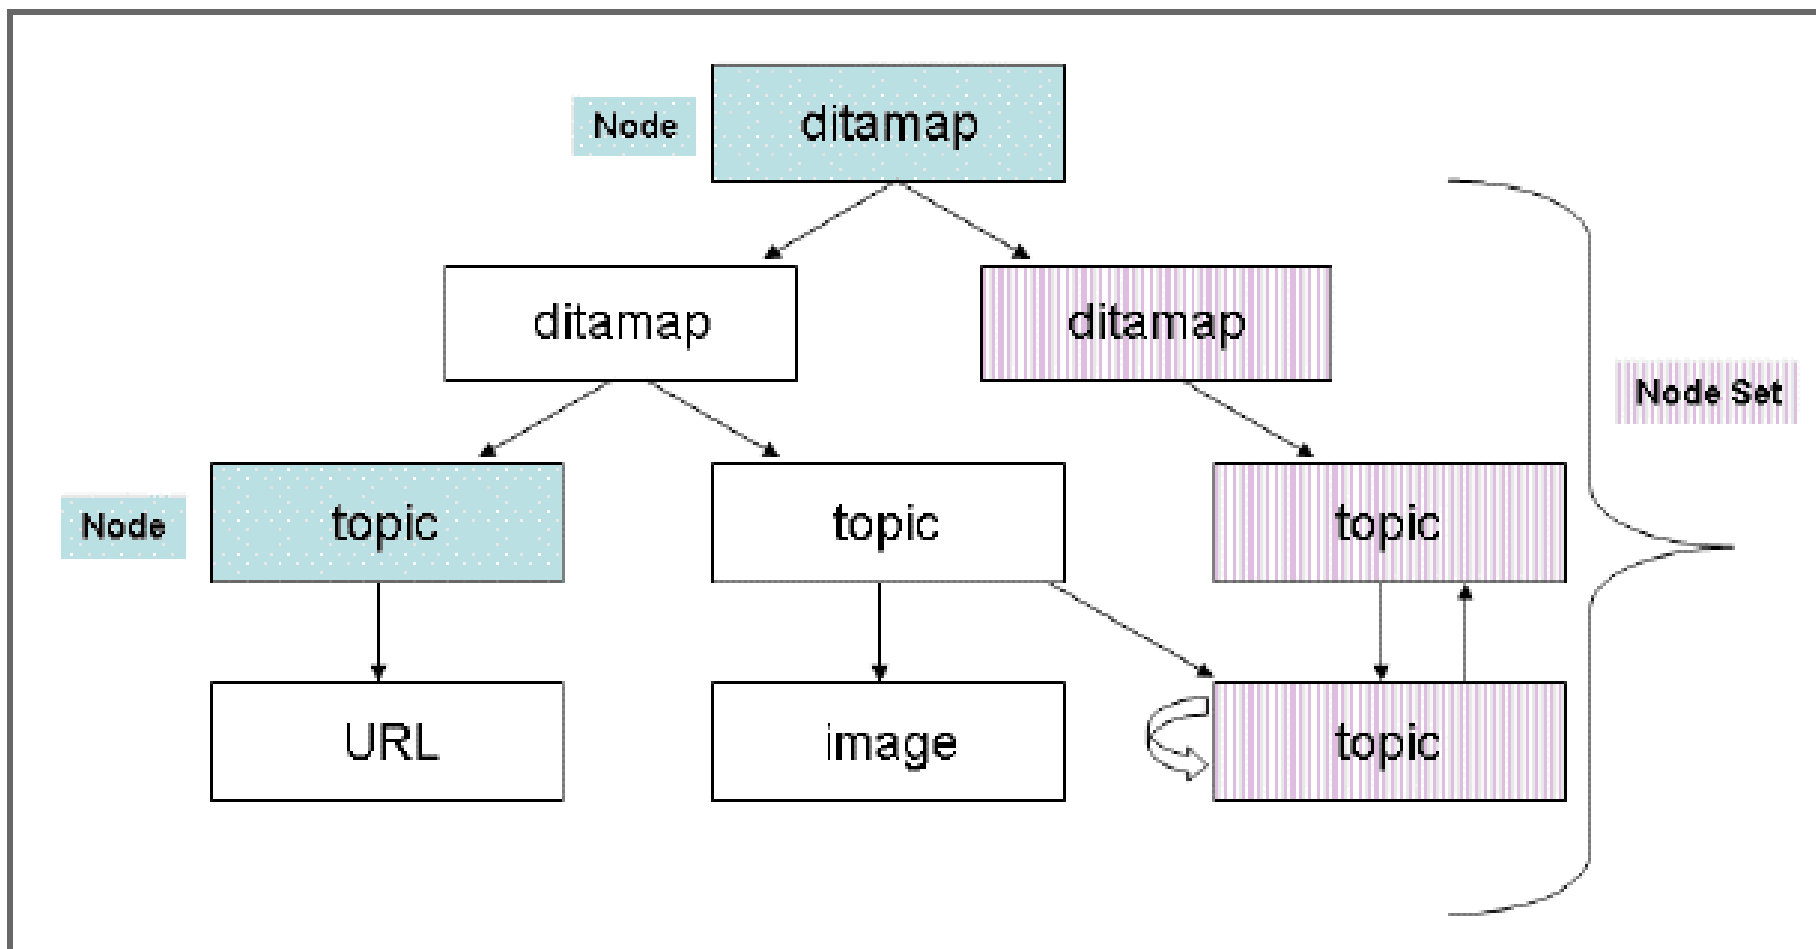 Node
ditamap
ditamap
ditamap
Node Set
Node
topic
topic
topic
URL
image
topic